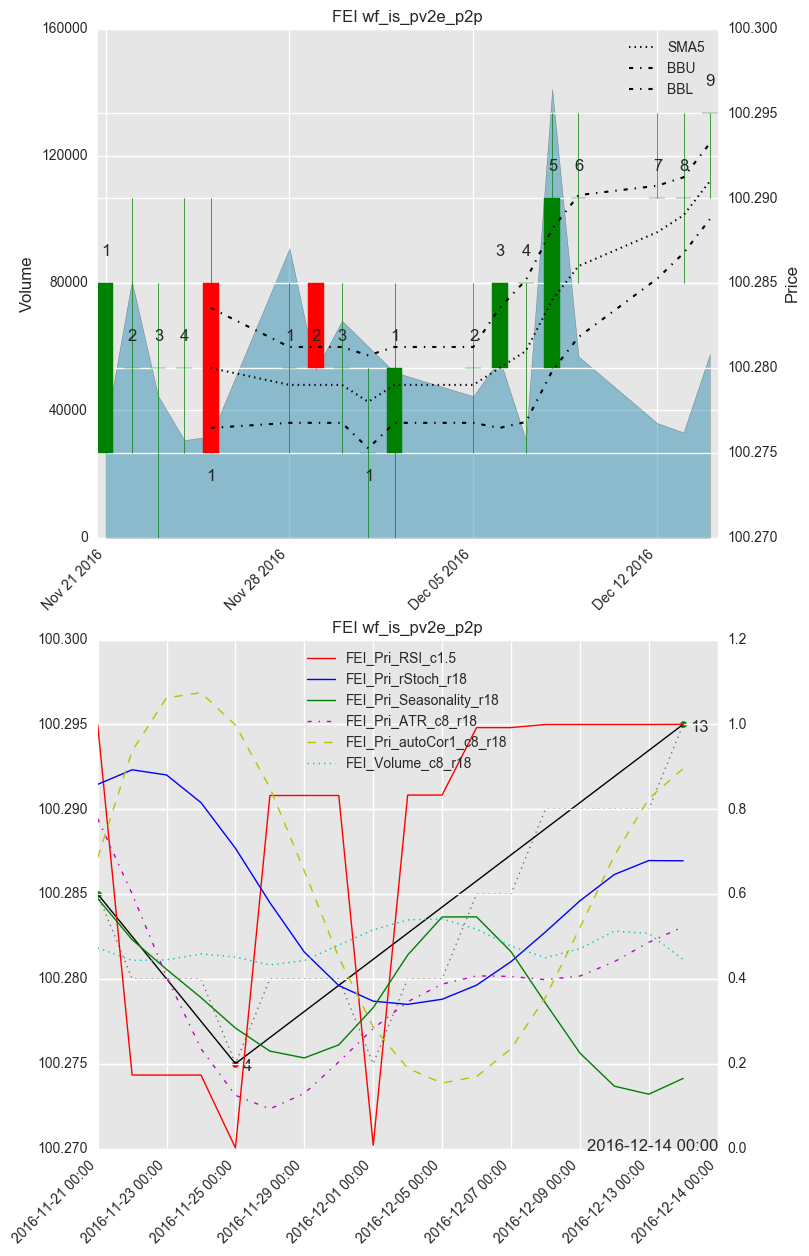 FEI wf_is_pv2e_p2p
160000
120000
80000
40000
0
Volume
100.300
100.295
100.290
100.285
100.280
100.275
100.270
Price
SMA5
BBU
BBL
9
5 6 7 8
1 3 4
2 3 4 1 2 3 1 2
1 1
Nov 21 2016
Nov 28 2016
Dec 05 2016
Dec 12 2016
FEI wf_is_pv2e_p2p
100.300
100.295
100.290
100.285
100.280
100.275
100.270
1.2
1.0
0.8
0.6
0.4
0.2
0.0
FEI_Pri_RSI_c1.5
FEI_Pri_rStoch_r18
FEI_Pri_Seasonality_r18
FEI_Pri_ATR_c8_r18
FEI_Pri_autoCor1_c8_r18
FEI_Volume_c8_r18
13
4
2016-12-14 00:00
2016-11-21 00:00
2016-11-23 00:00
2016-11-25 00:00
2016-11-29 00:00
2016-12-01 00:00
2016-12-05 00:00
2016-12-07 00:00
2016-12-09 00:00
2016-12-13 00:00
2016-12-14 00:00